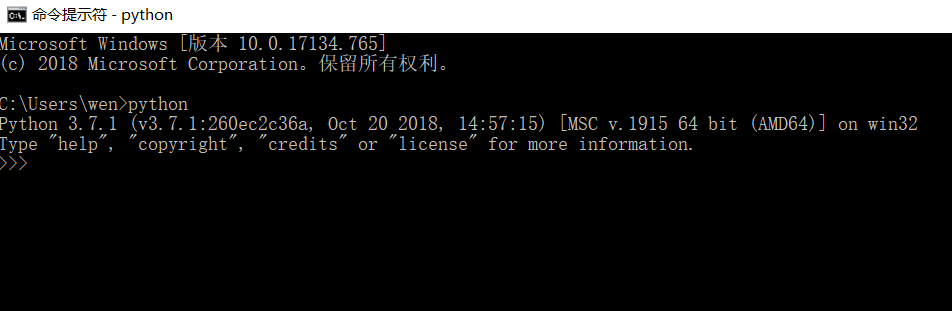 命令提示符 - python
Microsoft Windows [版本 10.0.17134.765]
(c) 2018 Microsoft Corporation。保留所有权利。
C:\Users\wen>python
Python 3.7.1 (v3.7.1:260ec2c36a, Oct 20 2018, 14:57:15) [MSC v.1915 64 bit (AMD64)] on win32
Type "help", "copyright", "credits" or "license" for more information.
>>>